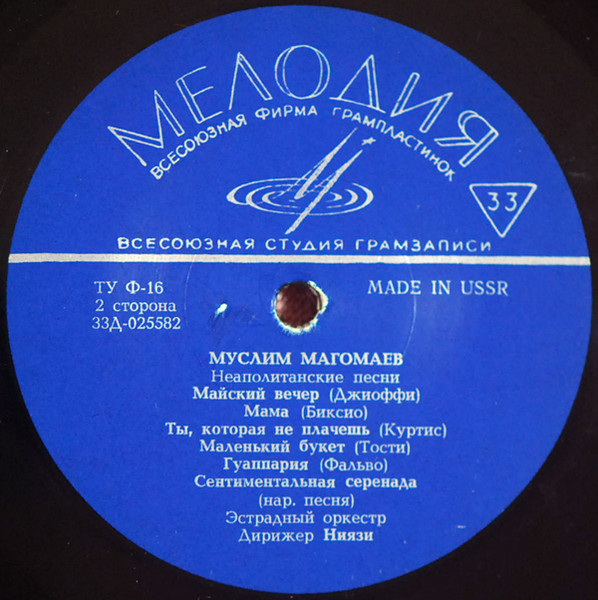 МЕЛОДИЯ
ВСЕСОЮЗНАЯ ФИРМА ГРАМПЛАСТИНОК
33
ВСЕСОЮЗНАЯ СТУДИЯ ГРАМЗАПИСИ
ТУ Ф-16
MADE IN USSR
2 сторона
33Д-025582
МУСЛИМ МАГОМАЕВ
Неаполитанские песни
Майский вечер (Джиоффи)
Мама (Биксио)
Ты, которая не плачешь (Куртис)
Маленький букет (Тости)
Гуаппария (Фальво)
Сентиментальная серенада
(нар. песня)
Эстрадный оркестр
Дирижер Ниязи